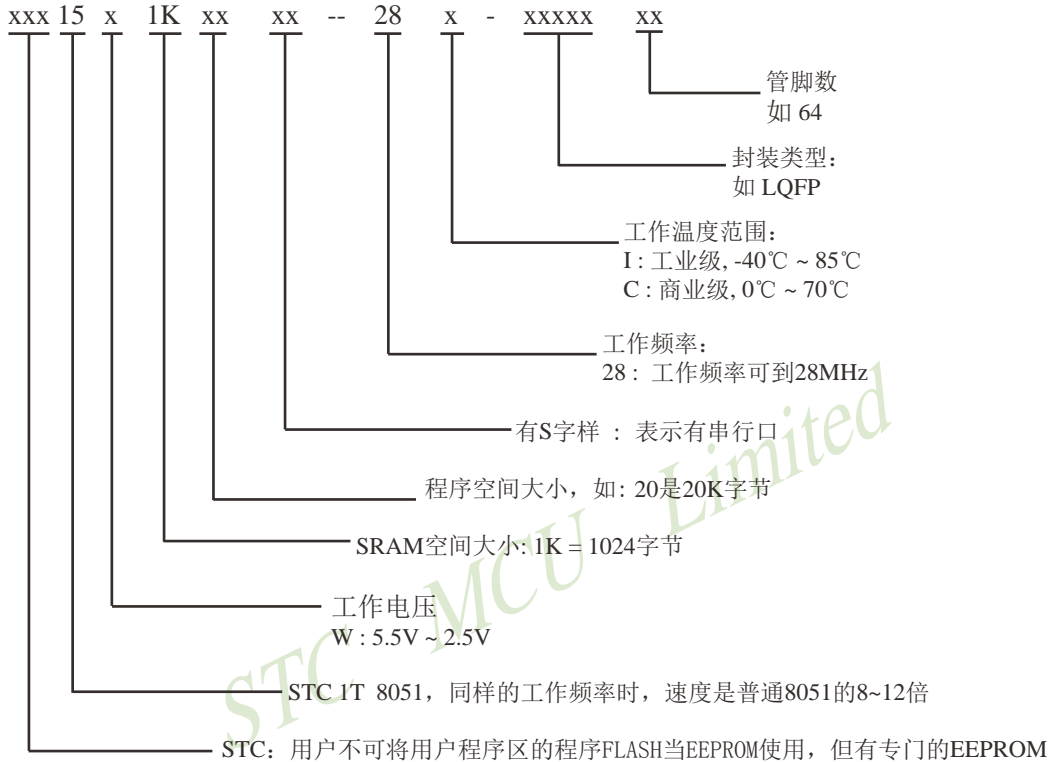 xxx 15 x 1K xx xx -- 28 x - xxxxx xx
管脚数
如 64
封装类型：
如 LQFP
工作温度范围：
I : 工业级, -40℃ ~ 85℃
C : 商业级, 0℃ ~ 70℃
工作频率：
28 : 工作频率可到28MHz
有S字样 : 表示有串行口
程序空间大小，如: 20是20K字节
SRAM空间大小: 1K = 1024字节
工作电压
W : 5.5V ~ 2.5V
STC 1T 8051，同样的工作频率时，速度是普通8051的8~12倍
STC：用户不可将用户程序区的程序FLASH当EEPROM使用，但有专门的EEPROM
STC MCU Limited